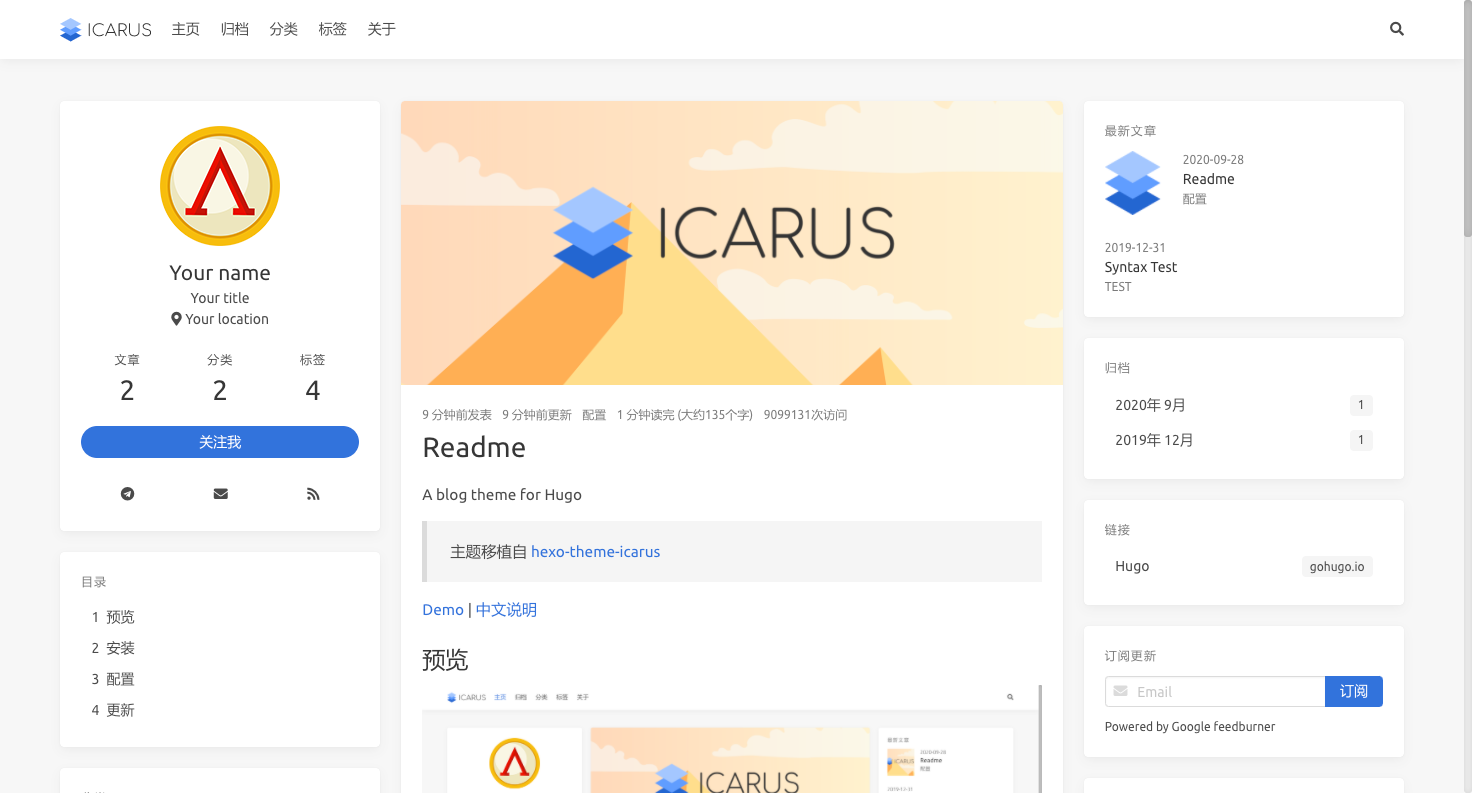 ICARUS 主页 归档 分类 标签 关于
Your name
Your title
Your location
文章 分类 标签
2 2 4
关注我
目录
1 预览
2 安装
3 配置
4 更新
ICARUS
9 分钟前发表 9 分钟前更新 配置 1 分钟读完 (大约135个字) 9099131次访问
Readme
A blog theme for Hugo
主题移植自 hexo-theme-icarus
Demo | 中文说明
预览
ICARUS 主页 归档 分类 标签 关于
ICARUS
最新文章
2020-09-28
Readme
配置
最新文章
2020-09-28
Readme
配置
2019-12-31
Syntax Test
TEST
归档
2020年 9月 1
2019年 12月 1
链接
Hugo gohugo.io
订阅更新
Email 订阅
Powered by Google feedburner